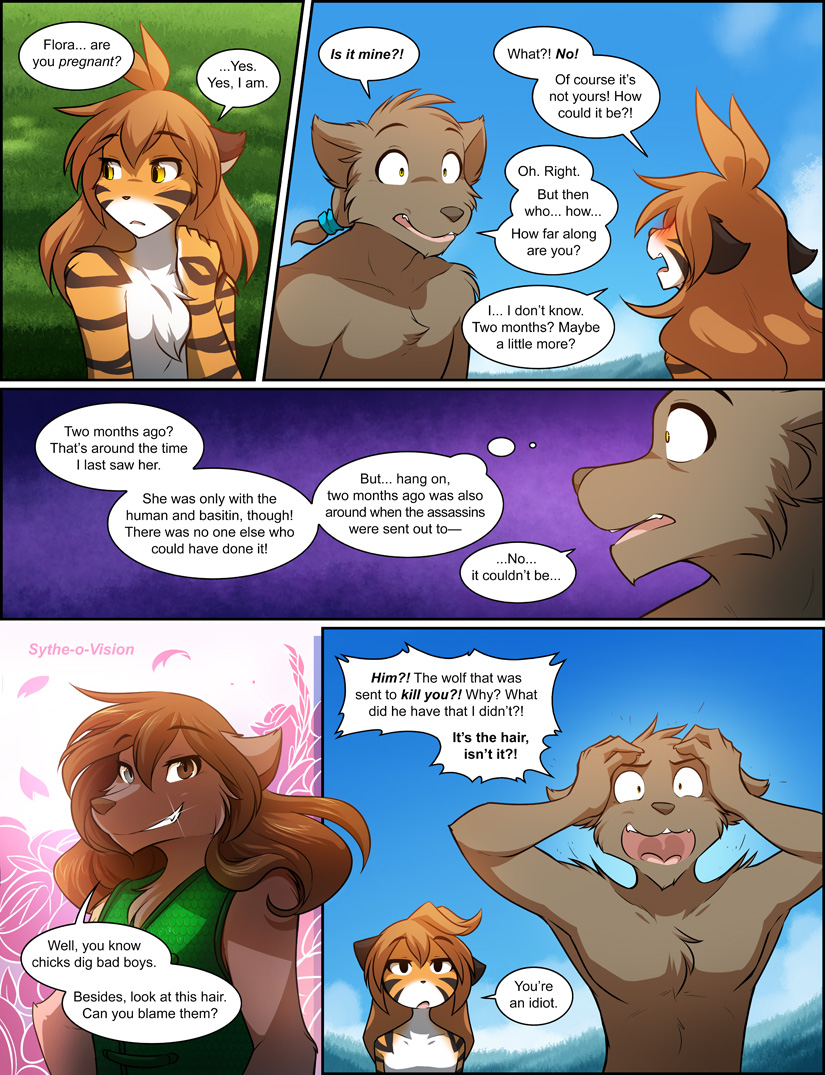 Flora... are
you pregnant?
...Yes.
Yes, I am.
Is it mine?!
What?! No!
Of course it's
not yours! How
could it be?!
Oh. Right.
But then
who... how...
How far along
are you?
I... I don't know.
Two months? Maybe
a little more?
Two months ago?
That's around the time
I last saw her.
She was only with the
human and basitin, though!
There was no one else who
could have done it!
But... hang on,
two months ago was also
around when the assassins
were sent out to—
...No...
it couldn't be...
Sythe-o-Vision
Well, you know
chicks dig bad boys.
Besides, look at this hair.
Can you blame them?
Him?! The wolf that was
sent to kill you?! Why? What
did he have that I didn't?!
It's the hair,
isn't it?!
You're
an idiot.